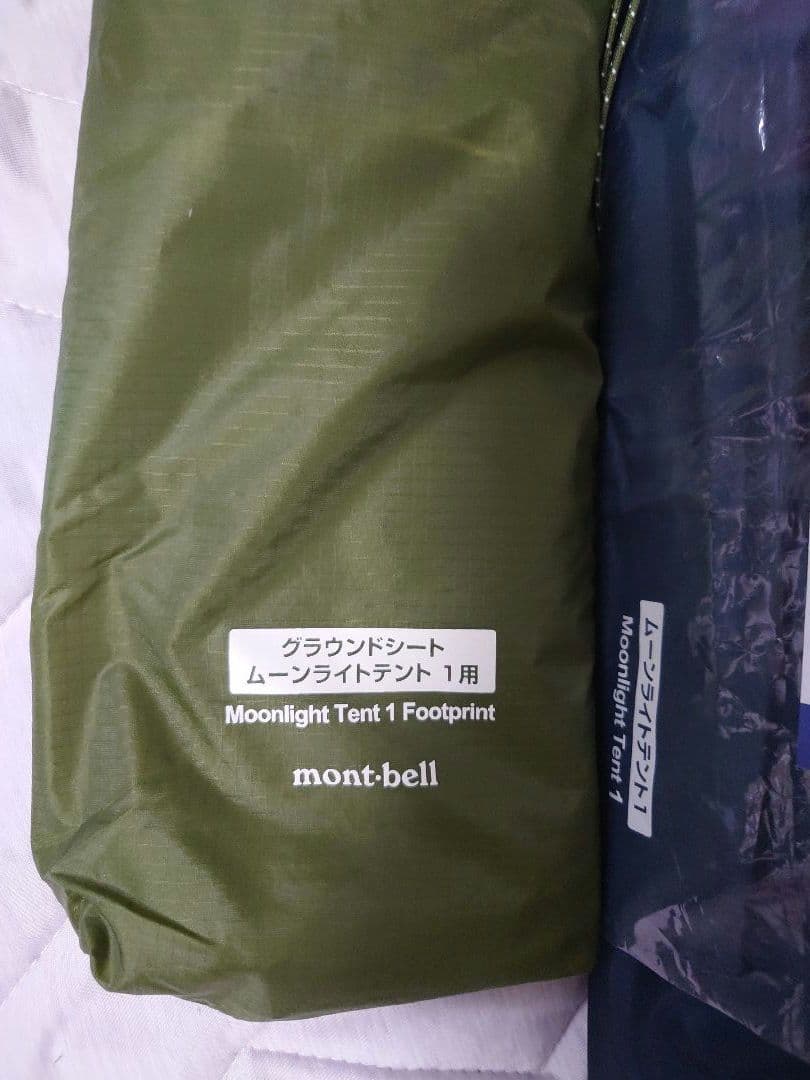 グラウンドシート
ムーンライトテント 1用
Moonlight Tent 1 Footprint
mont·bell
ムーンライトテント1
Moonlight Tent 1